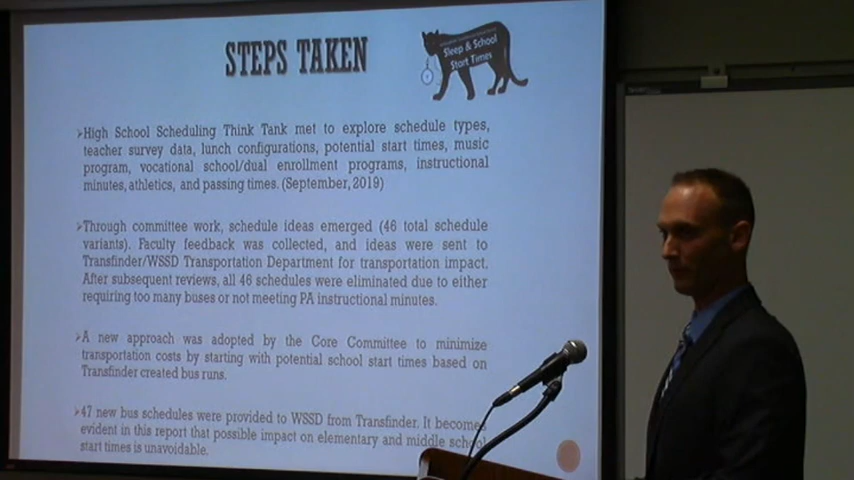 STEPS TAKEN
Sleep & School
Start Times
➢High School Scheduling Think Tank met to explore schedule types,
teacher survey data, lunch configurations, potential start times, music
program, vocational school/dual enrollment programs, instructional
minutes, athletics, and passing times. (September, 2019)
➢Through committee work, schedule ideas emerged (46 total schedule
variants). Faculty feedback was collected, and ideas were sent to
Transfinder/WSSD Transportation Department for transportation impact.
After subsequent reviews, all 46 schedules were eliminated due to either
requiring too many buses or not meeting PA instructional minutes.
➢A new approach was adopted by the Core Committee to minimize
transportation costs by starting with potential school start times based on
Transfinder created bus runs.
➢47 new bus schedules were provided to WSSD from Transfinder. It becomes
evident in this report that possible impact on elementary and middle school
start times is unavoidable.